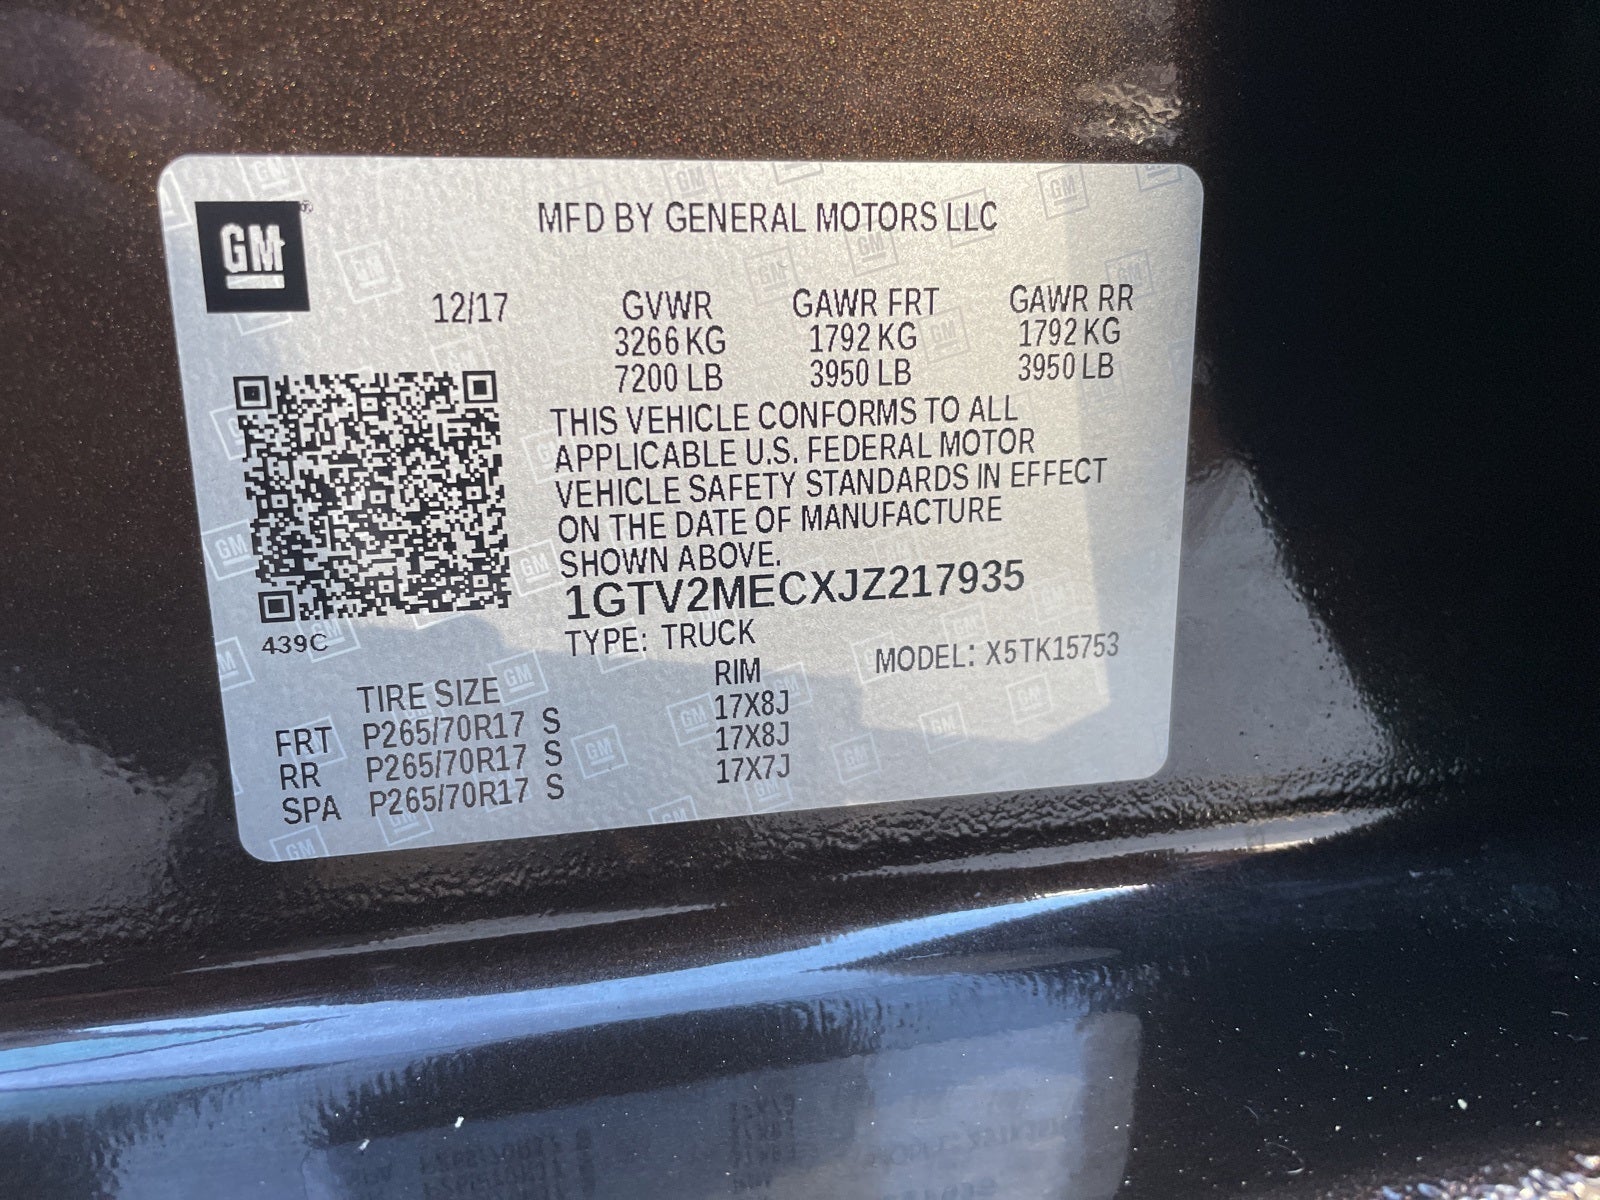 GM
MFD BY GENERAL MOTORS LLC
12/17 GVWR GAWR FRT GAWR RR
3266 KG 1792 KG 1792 KG
7200 LB 3950 LB 3950 LB
THIS VEHICLE CONFORMS TO ALL
APPLICABLE U.S. FEDERAL MOTOR
VEHICLE SAFETY STANDARDS IN EFFECT
ON THE DATE OF MANUFACTURE
SHOWN ABOVE.
1GTV2MECXJZ217935
439C TYPE: TRUCK
RIM MODEL: X5TK15753
TIRE SIZE
FRT P265/70R17 S 17X8J
RR P265/70R17 S 17X8J
SPA P265/70R17 S 17X7J